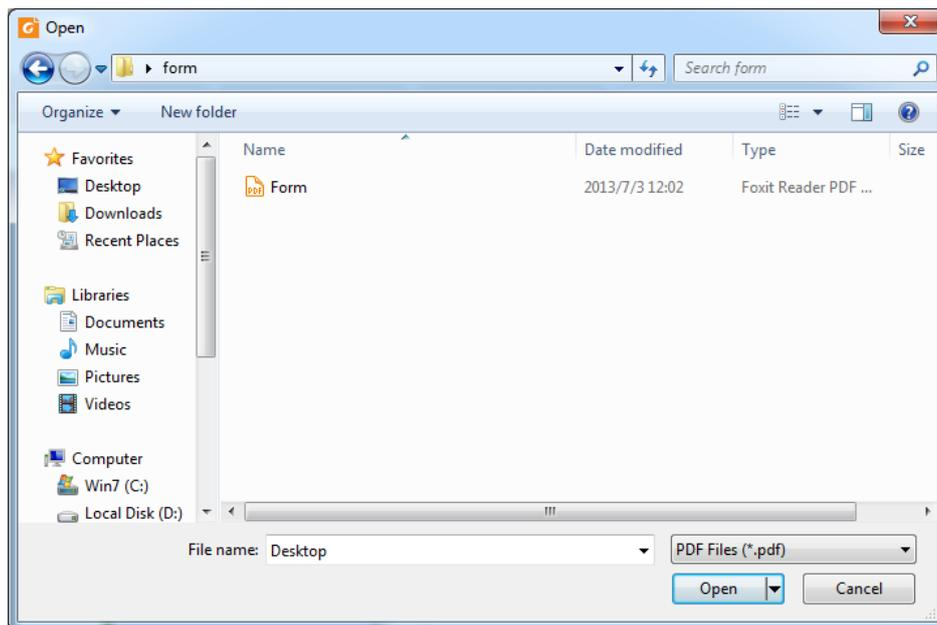 Open
form
Search form
Organize New folder
Name Date modified Type Size
Form 2013/7/3 12:02 Foxit Reader PDF ...
Favorites
Desktop
Downloads
Recent Places
Libraries
Documents
Music
Pictures
Videos
Computer
Win7 (C:)
Local Disk (D:)
File name: Desktop PDF Files (*.pdf)
Open Cancel